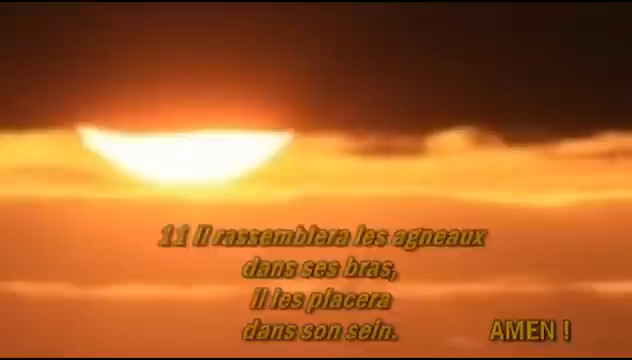 11 Il rassemblera les agneaux
dans ses bras,
Il les placera
dans son sein.
AMEN !